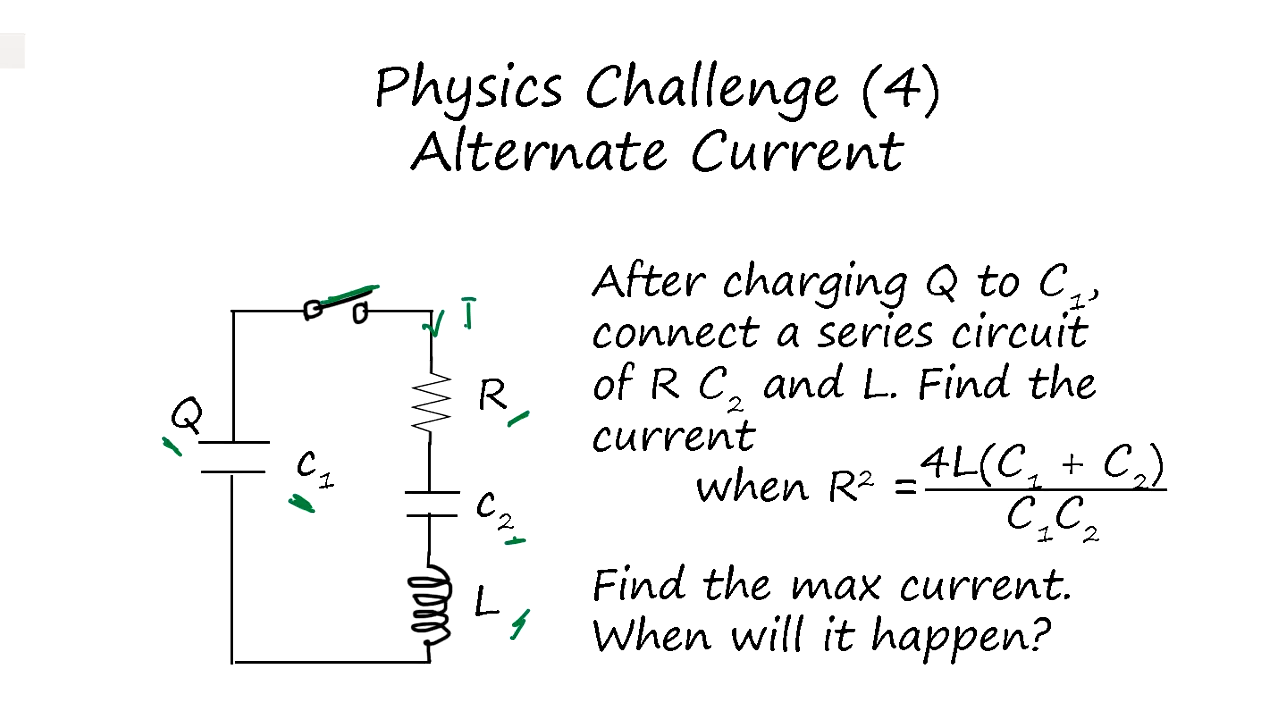 Physics Challenge (4)
Alternate Current
After charging Q to C₁,
connect a series circuit
of R C₂ and L. Find the
current
when R² = 4L(C₁ + C₂)
C₁C₂
Find the max current.
When will it happen?
I
R
Q
C₁
C₂
L